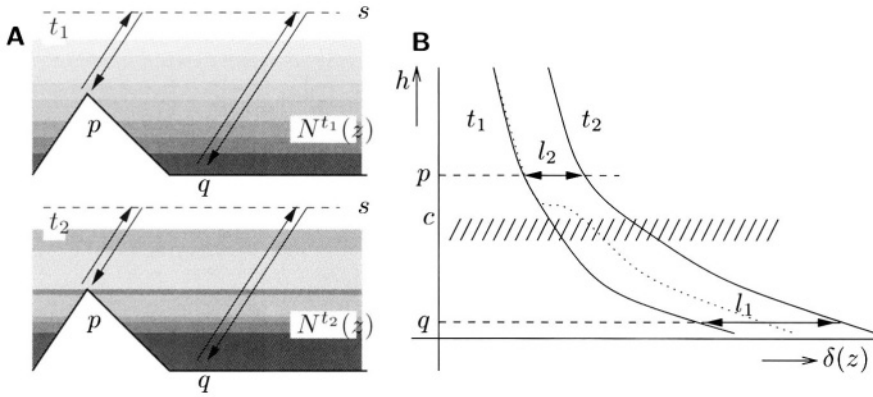 A
t₁
s
p
N^{t₁}(z)
q
t₂
s
p
N^{t₂}(z)
q
B
h
t₁
t₂
l₂
p
c
l₁
q
δ(z)